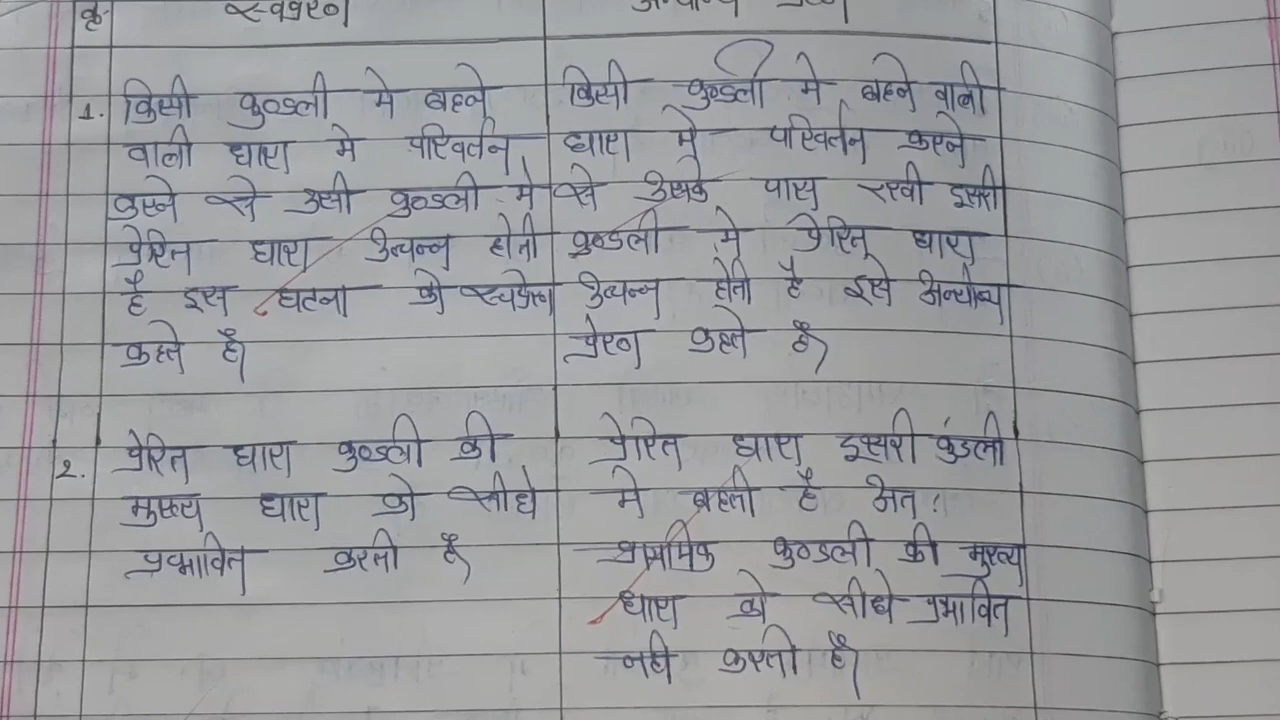 क्र. स्वप्रेरण अन्योन्य प्रेरण
1. किसी कुण्डली मे बहने
वाली धारा मे परिवर्तन
करने से उसी कुण्डली मे
प्रेरित धारा उत्पन्न होती
है इस घटना को स्वप्रेरण
कहते है।
किसी कुण्डली मे बहने वाली
धारा मे परिवर्तन करने
से उसके पास रखी दूसरी
कुण्डली मे प्रेरित धारा
उत्पन्न होती है इसे अन्योन्य
प्रेरण कहते है।
2. प्रेरित धारा कुण्डली की
मुख्य धारा को सीधे
प्रभावित करती है
प्रेरित धारा दूसरी कुंडली
मे बहती है अतः
प्राथमिक कुण्डली की मुख्य
धारा को सीधे प्रभावित
नही करती है।